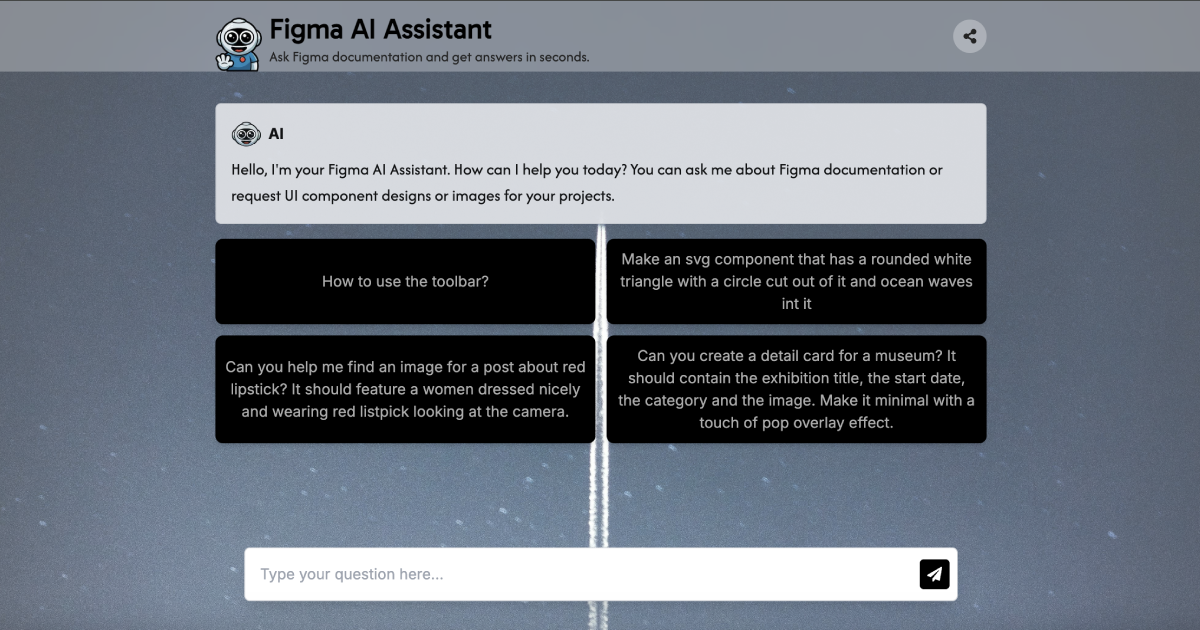 Figma AI Assistant
Ask Figma documentation and get answers in seconds.
AI
Hello, I'm your Figma AI Assistant. How can I help you today? You can ask me about Figma documentation or
request UI component designs or images for your projects.
How to use the toolbar?
Make an svg component that has a rounded white
triangle with a circle cut out of it and ocean waves
int it
Can you help me find an image for a post about red
lipstick? It should feature a women dressed nicely
and wearing red listpick looking at the camera.
Can you create a detail card for a museum? It
should contain the exhibition title, the start date,
the category and the image. Make it minimal with a
touch of pop overlay effect.
Type your question here...